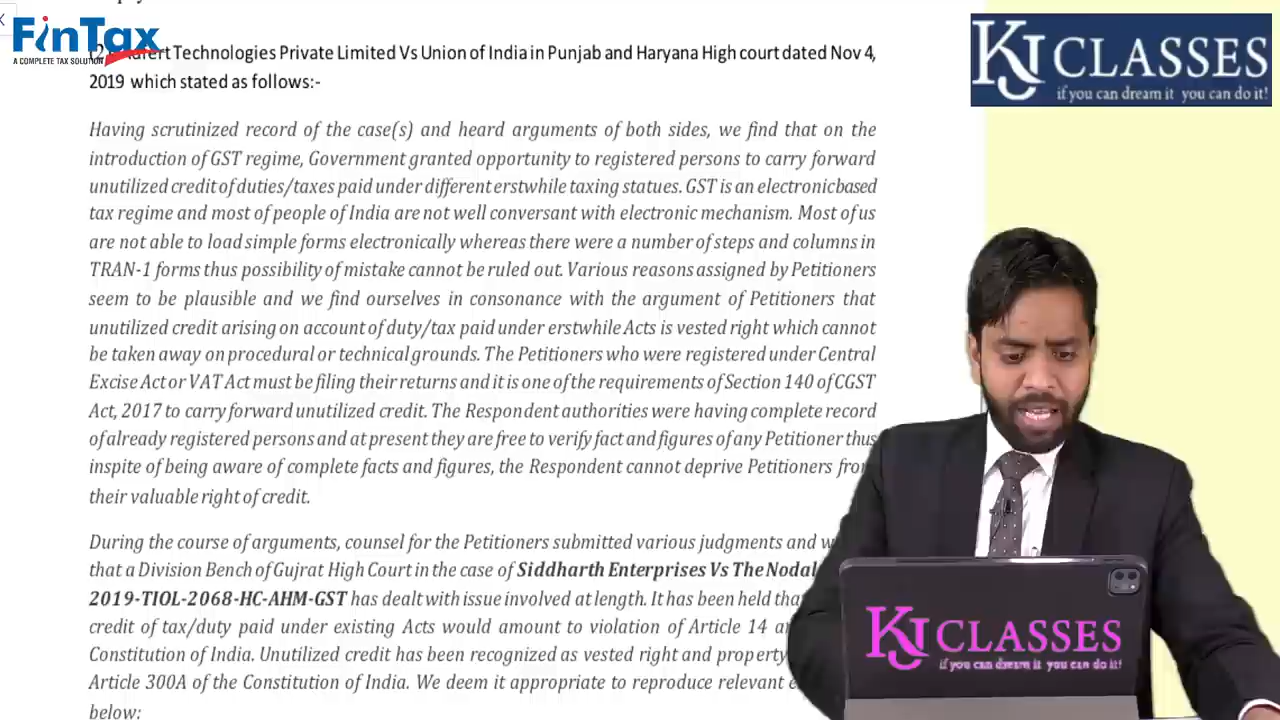 FinTax
A COMPLETE TAX SOLUTION
Technologies Private Limited Vs Union of India in Punjab and Haryana High court dated Nov 4,
2019 which stated as follows:-
Having scrutinized record of the case(s) and heard arguments of both sides, we find that on the
introduction of GST regime, Government granted opportunity to registered persons to carry forward
unutilized credit of duties/taxes paid under different erstwhile taxing statues. GST is an electronicbased
tax regime and most of people of India are not well conversant with electronic mechanism. Most of us
are not able to load simple forms electronically whereas there were a number of steps and columns in
TRAN-1 forms thus possibility of mistake cannot be ruled out. Various reasons assigned by Petitioners
seem to be plausible and we find ourselves in consonance with the argument of Petitioners that
unutilized credit arising on account of duty/tax paid under erstwhile Acts is vested right which cannot
be taken away on procedural or technical grounds. The Petitioners who were registered under Central
Excise Act or VAT Act must be filing their returns and it is one of the requirements of Section 140 of CGST
Act, 2017 to carry forward unutilized credit. The Respondent authorities were having complete record
of already registered persons and at present they are free to verify fact and figures of any Petitioner thus
inspite of being aware of complete facts and figures, the Respondent cannot deprive Petitioners from
their valuable right of credit.
During the course of arguments, counsel for the Petitioners submitted various judgments and
that a Division Bench of Gujrat High Court in the case of Siddharth Enterprises Vs The Nodal
2019-TIOL-2068-HC-AHM-GST has dealt with issue involved at length. It has been held
credit of tax/duty paid under existing Acts would amount to violation of Article 14
Constitution of India. Unutilized credit has been recognized as vested right and property
Article 300A of the Constitution of India. We deem it appropriate to reproduce relevant
below:
KJ CLASSES
if you can dream it you can do it!
KJ CLASSES
if you can dream it you can do it!